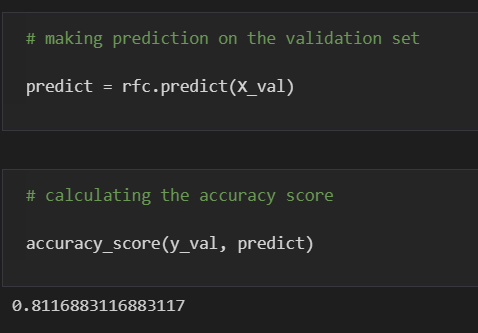 # making prediction on the validation set
predict = rfc.predict(X_val)
# calculating the accuracy score
accuracy_score(y_val, predict)
0.8116883116883117